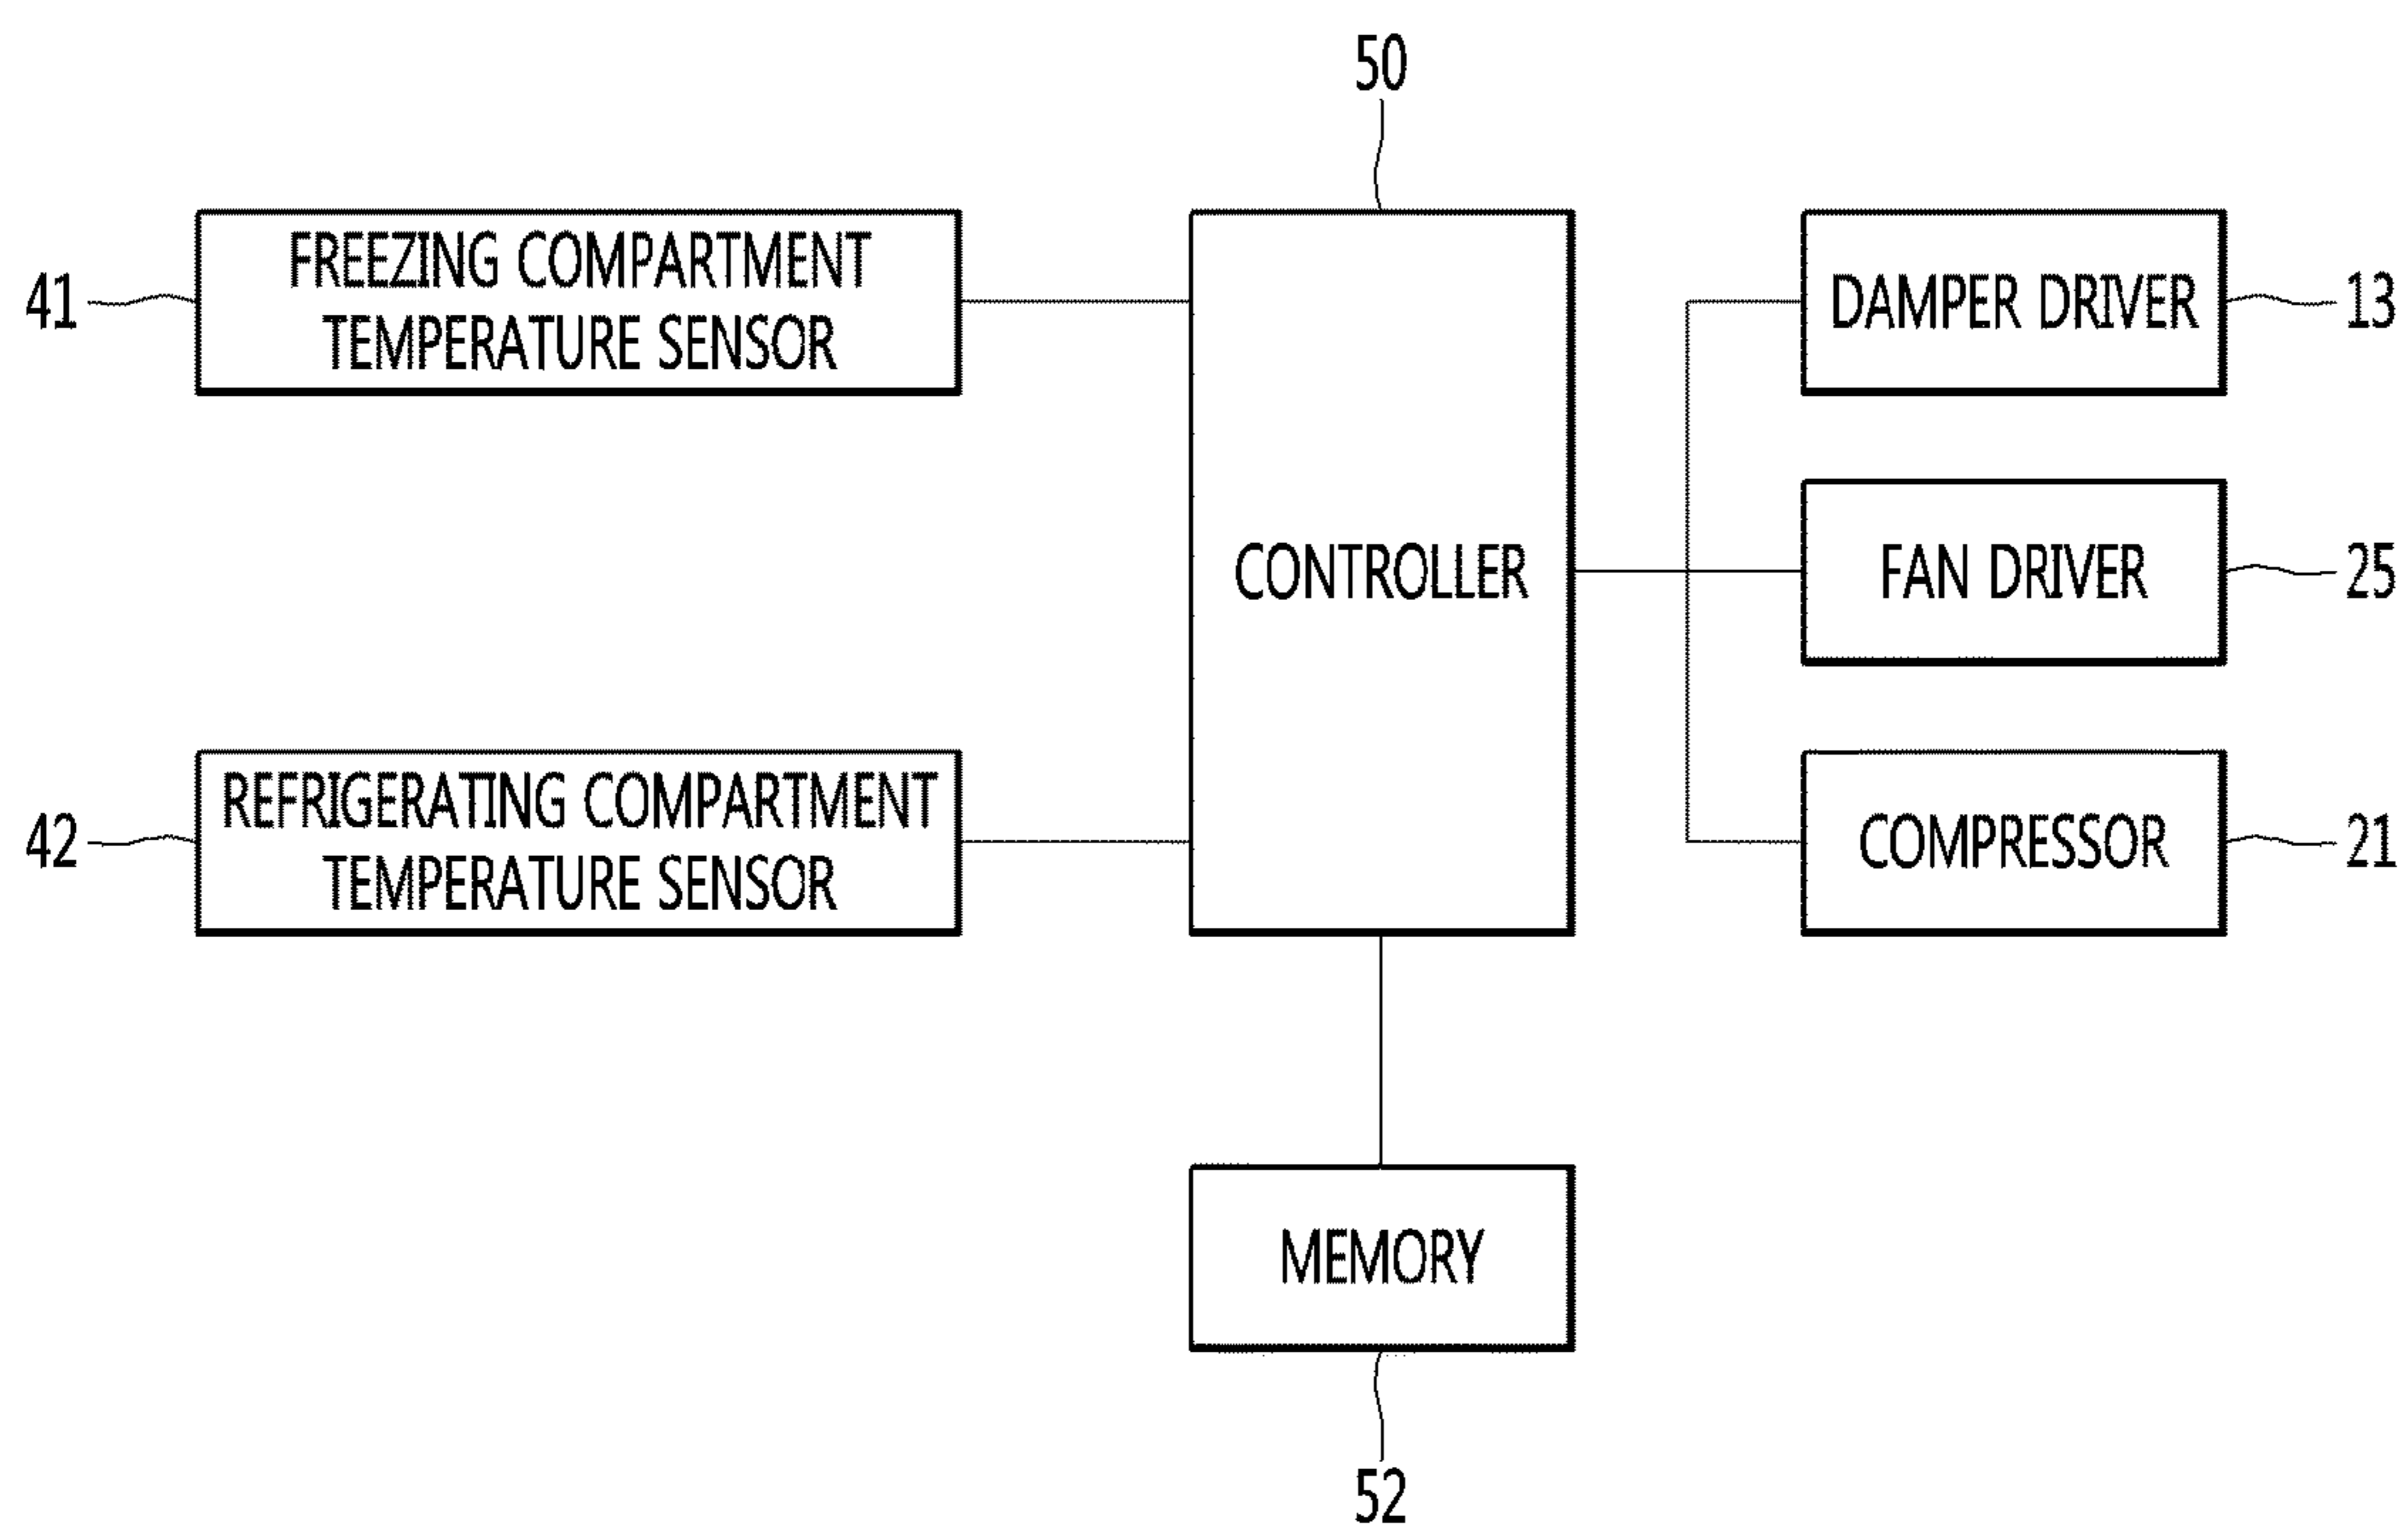 50
41
FREEZING COMPARTMENT
TEMPERATURE SENSOR
DAMPER DRIVER
13
CONTROLLER
FAN DRIVER
25
42
REFRIGERATING COMPARTMENT
TEMPERATURE SENSOR
COMPRESSOR
21
MEMORY
52